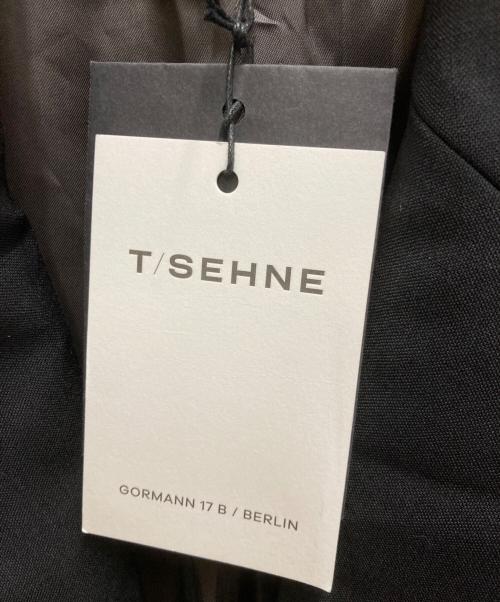 T/SEHNE
GORMANN 17 B / BERLIN